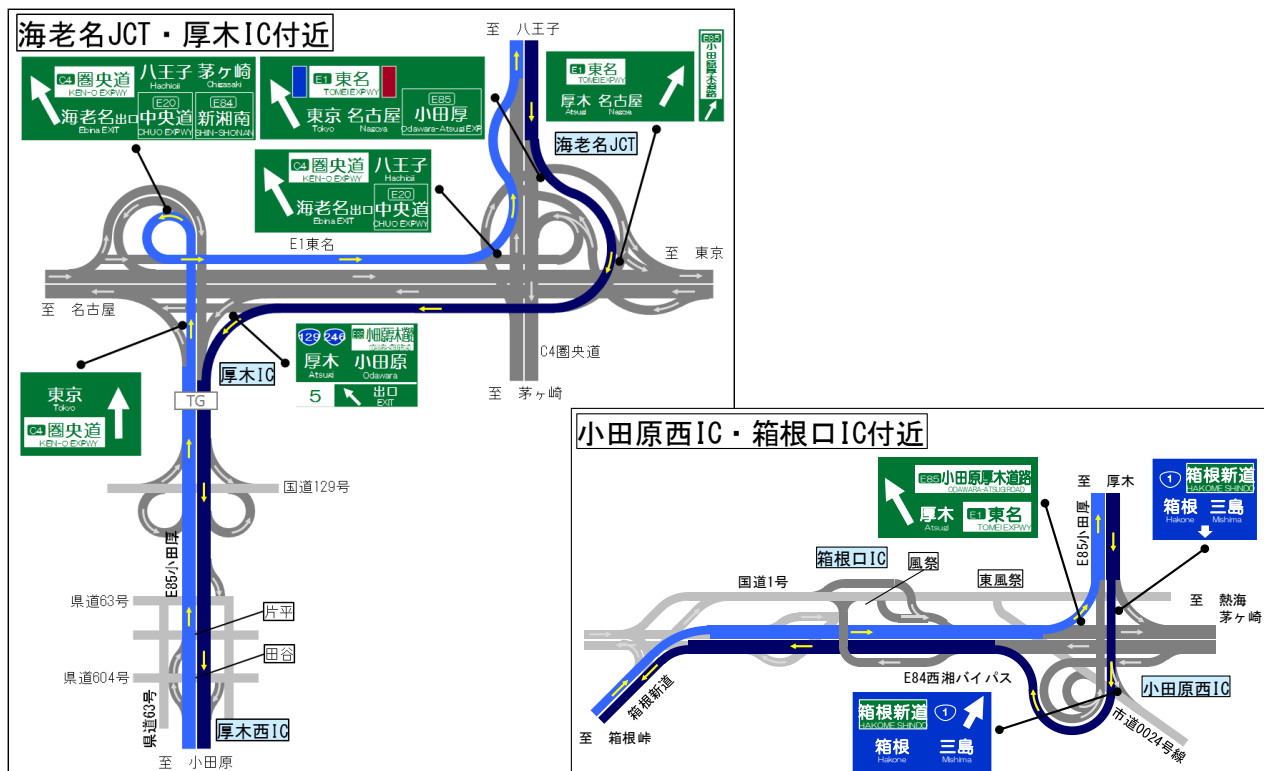 海老名JCT・厚木IC付近
至 八王子
C4 圏央道
KEN-O EXPWY
八王子 茅ヶ崎
Hachioji Chigasaki
海老名出口
Ebina EXIT
E20
中央道
CHUO EXPWY
E84
新湘南
SHIN-SHONAN
E1 東名
TOMEI EXPWY
東京 名古屋
Tokyo Nagoya
E85
小田厚
Odawara-Atsugi EXP
E1 東名
TOMEI EXPWY
厚木 名古屋
Atsugi Nagoya
E85
小田原厚木道路
海老名JCT
C4 圏央道
KEN-O EXPWY
八王子
Hachioji
海老名出口
Ebina EXIT
E20
中央道
CHUO EXPWY
E1東名
至 東京
至 名古屋
129 246
小田原厚木道路
厚木 小田原
Atsugi Odawara
5
出口
EXIT
C4圏央道
厚木IC
至 茅ヶ崎
東京
Tokyo
C4 圏央道
KEN-O EXPWY
TG
国道129号
E85小田厚
県道63号
片平
田谷
県道604号
県道63号
厚木西IC
至 小田原
小田原西IC・箱根口IC付近
E85 小田原厚木道路
ODAWARA-ATSUGI ROAD
厚木
Atsugi
E1 東名
TOMEI EXPWY
至 厚木
1
箱根新道
HAKOME SHINDO
箱根 三島
Hakone Mishima
E85小田厚
箱根口IC
風祭
国道1号
東風祭
至 熱海
茅ヶ崎
E84西湘バイパス
箱根新道
小田原西IC
箱根新道
HAKOME SHINDO
1
箱根 三島
Hakone Mishima
市道0024号線
至 箱根峠